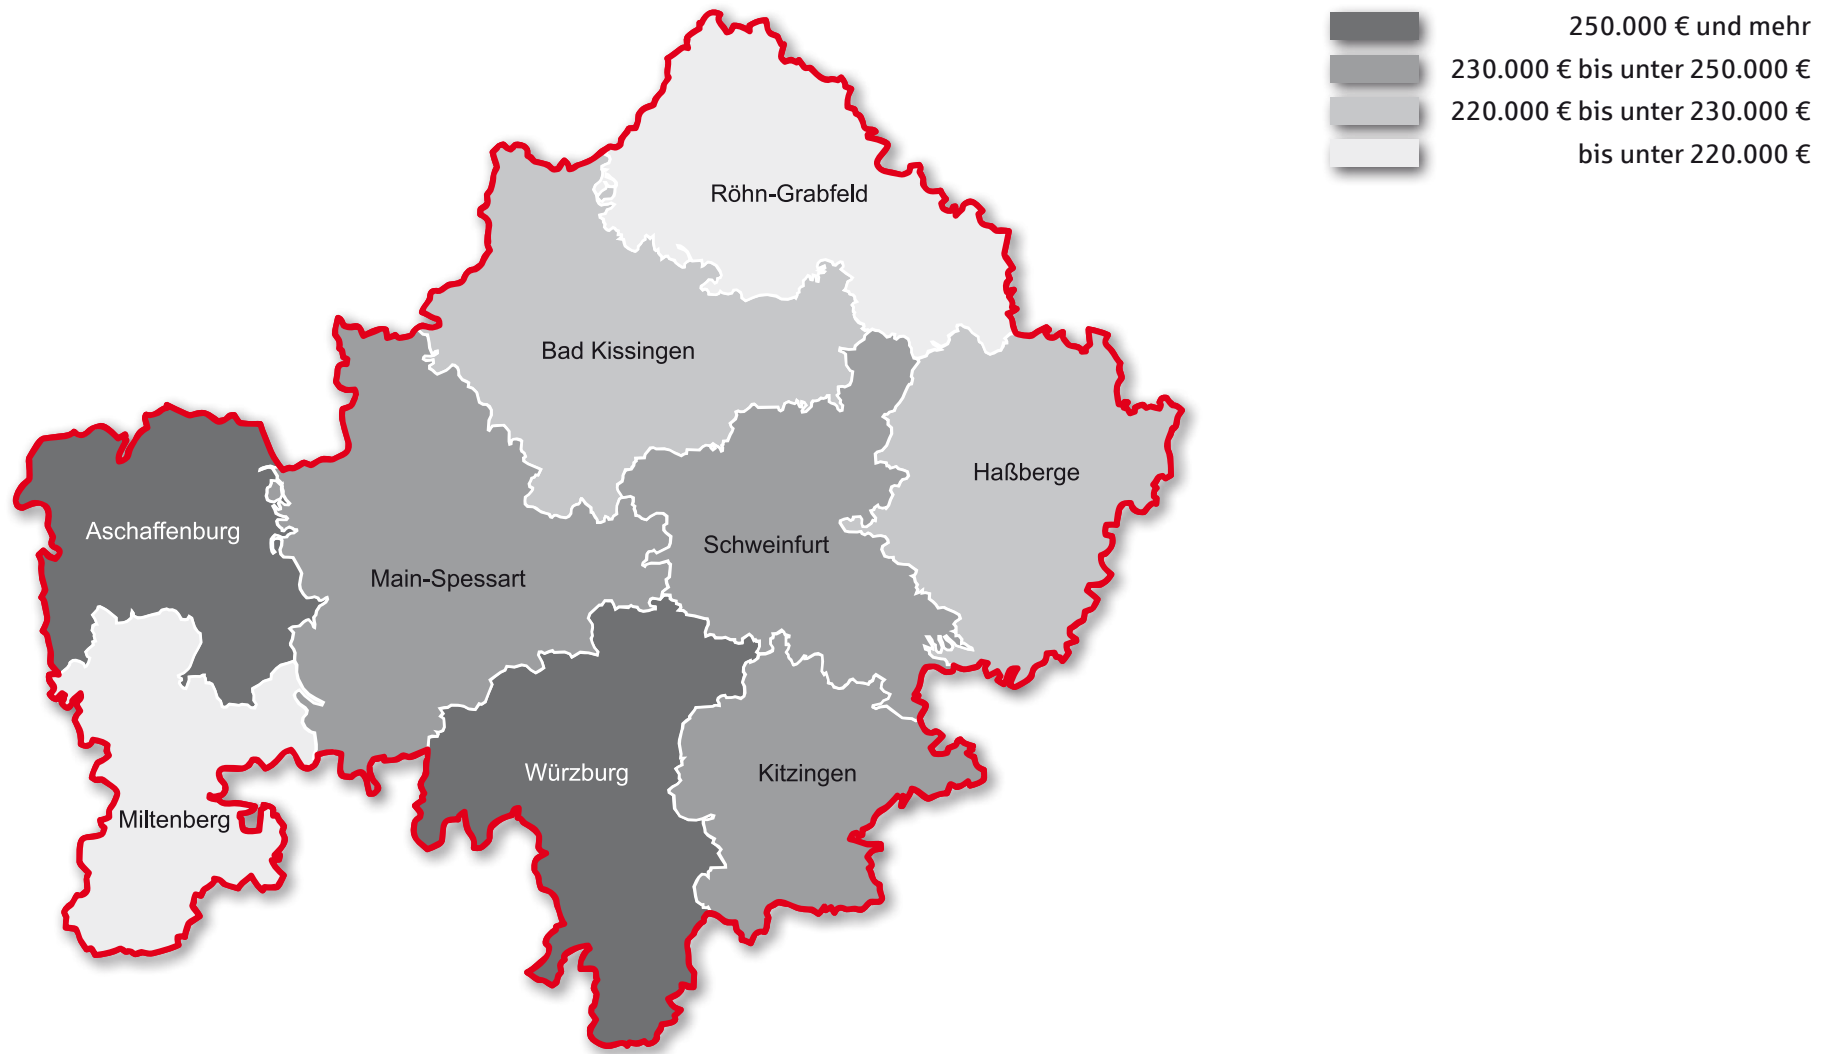 250.000 € und mehr
230.000 € bis unter 250.000 €
220.000 € bis unter 230.000 €
bis unter 220.000 €
Röhn-Grabfeld
Bad Kissingen
Haßberge
Aschaffenburg
Schweinfurt
Main-Spessart
Würzburg
Kitzingen
Miltenberg